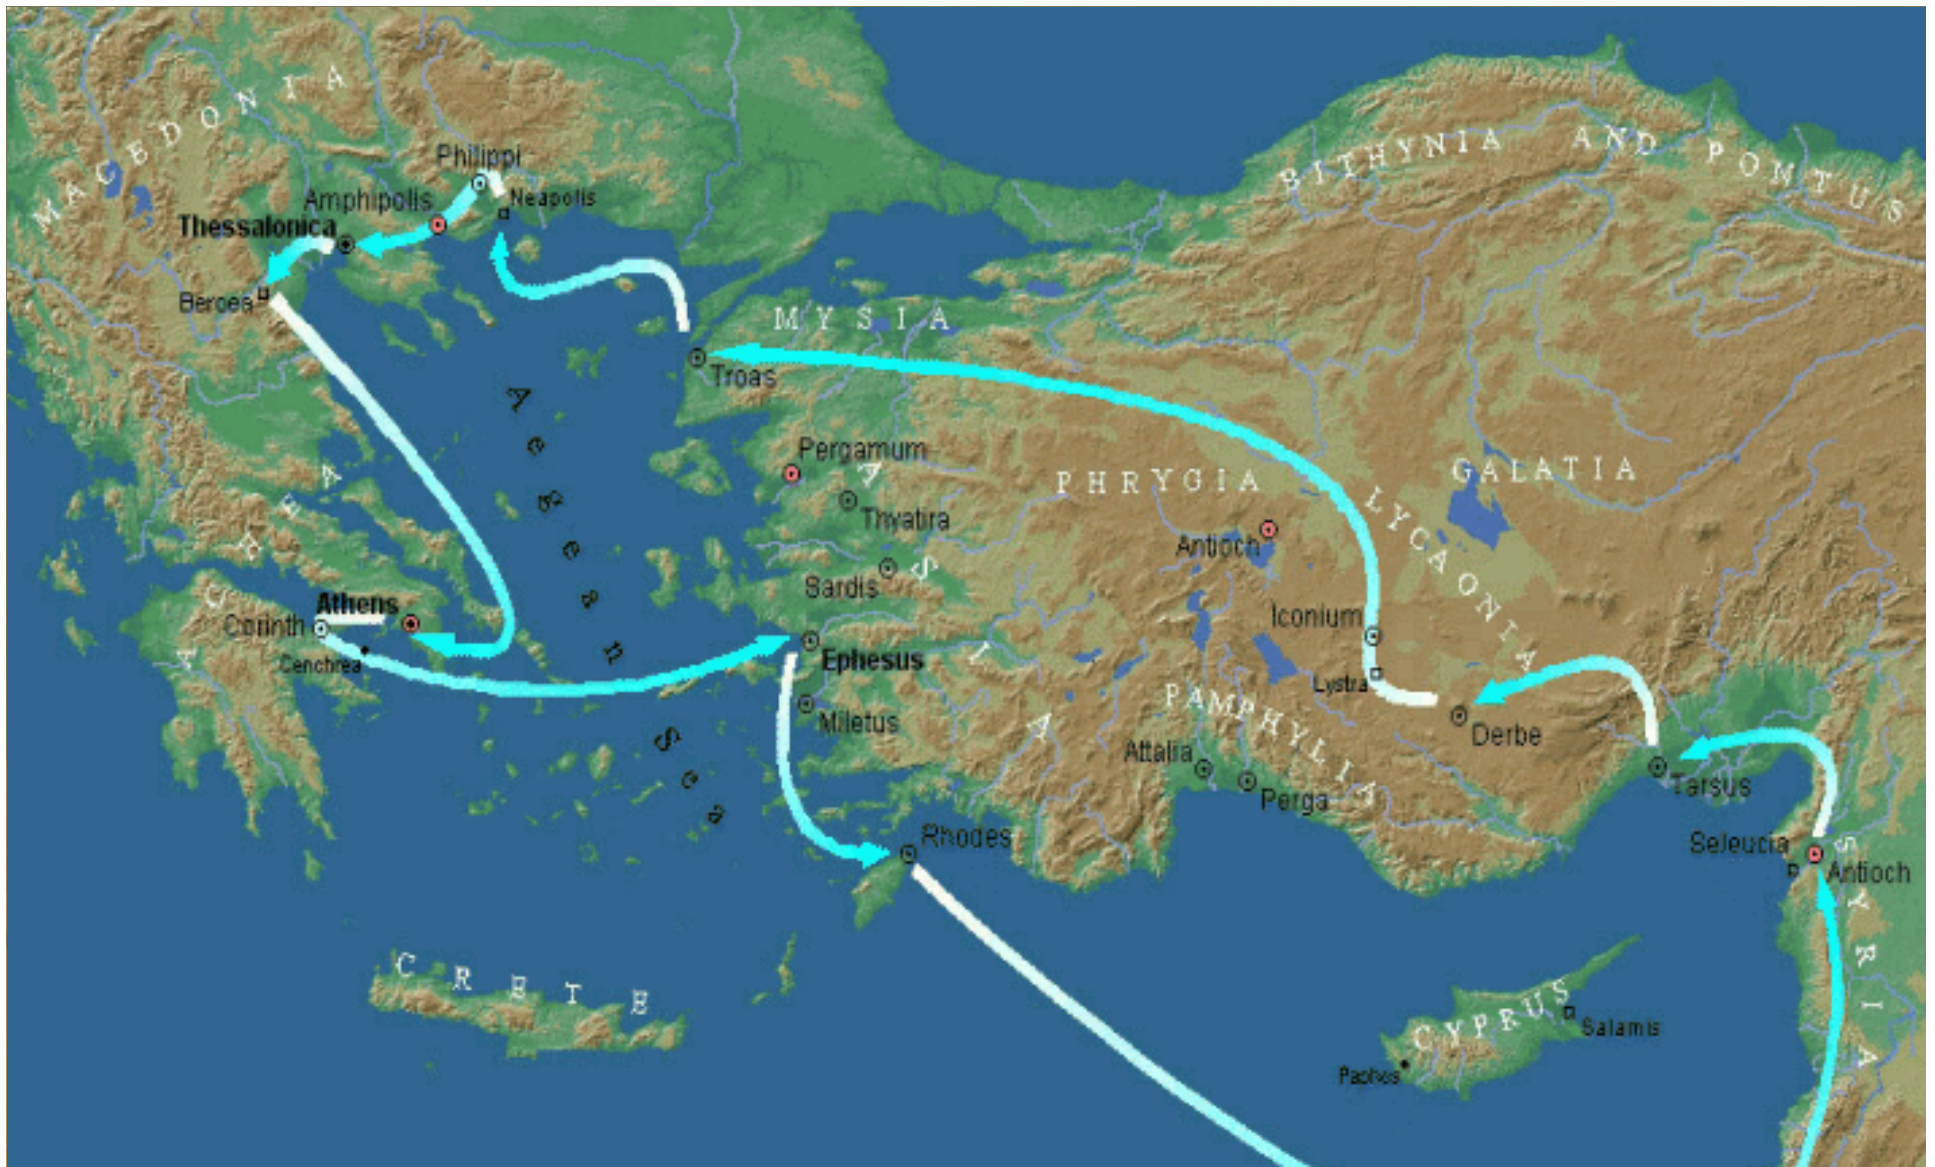 MACEDONIA
BITHYNIA AND POMTUS
Philippi
Neapolis
Amphipolis
Thessalonica
Beroea
MYSIA
Troas
Aegean Sea
Pergamum
Thyatira
Sardis
ASIA
PHRYGIA
GALATIA
LYCAONIA
Antioch
Iconium
Lystra
Derbe
ACHAEA
Athens
Corinth
Cenchrea
Ephesus
Miletus
PAMPHYLIA
Attalia
Perga
Tarsus
Rhodes
Seleucia
Antioch
SYRIA
CRETE
CYPRUS
Salamis
Paphos